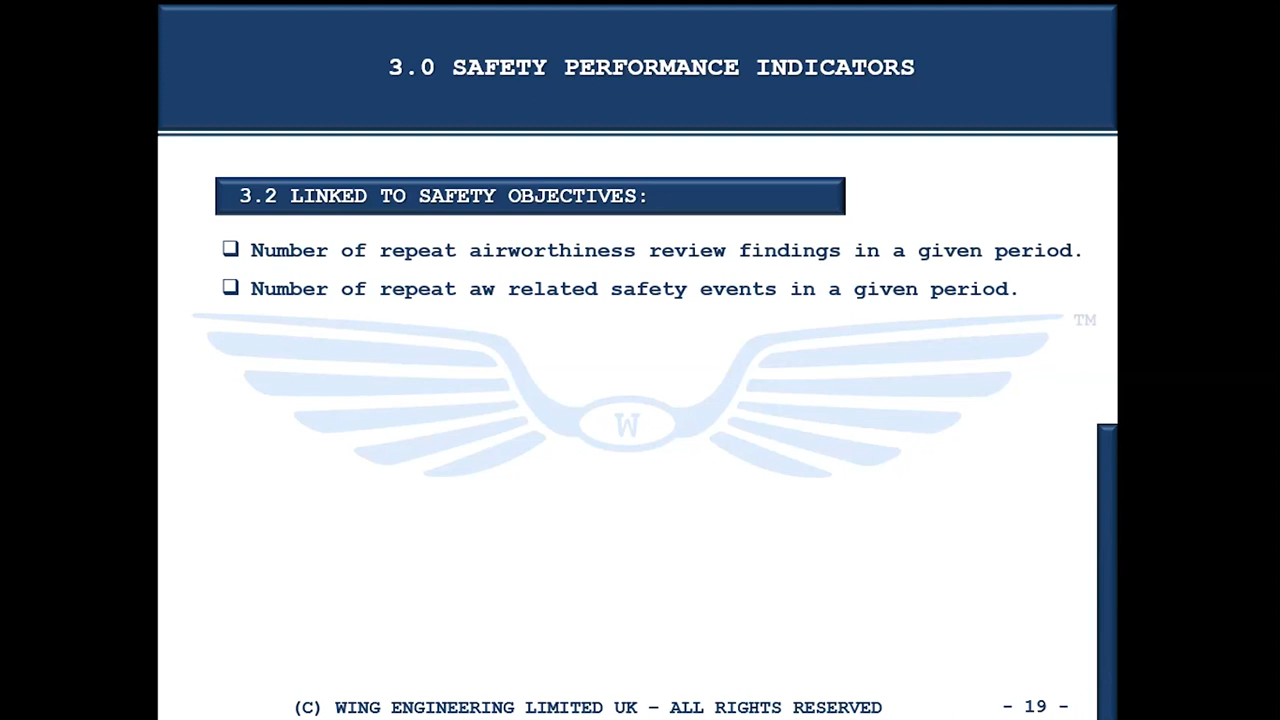 3.0 SAFETY PERFORMANCE INDICATORS
3.2 LINKED TO SAFETY OBJECTIVES:
❑ Number of repeat airworthiness review findings in a given period.
❑ Number of repeat aw related safety events in a given period.
TM
W
(C) WING ENGINEERING LIMITED UK – ALL RIGHTS RESERVED
- 19 -